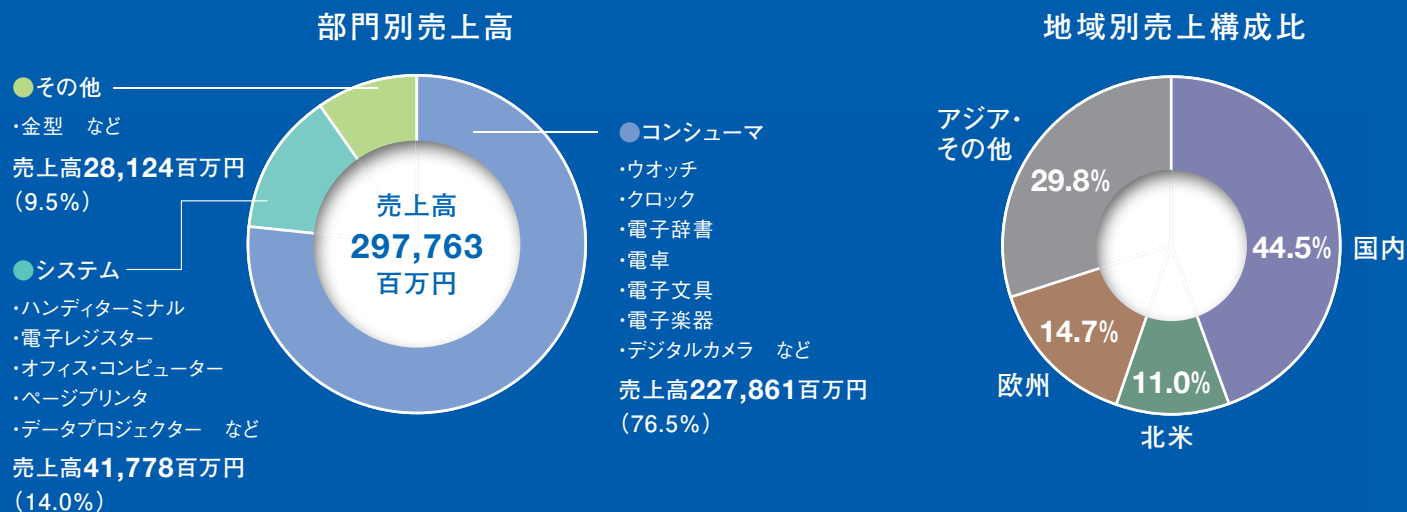 部門別売上高
●その他
・金型 など
売上高28,124百万円
(9.5%)
●システム
・ハンディターミナル
・電子レジスター
・オフィス・コンピューター
・ページプリンタ
・データプロジェクター など
売上高41,778百万円
(14.0%)
売上高
297,763
百万円
●コンシューマ
・ウオッチ
・クロック
・電子辞書
・電卓
・電子文具
・電子楽器
・デジタルカメラ など
売上高227,861百万円
(76.5%)
地域別売上構成比
アジア・
その他
29.8%
44.5%
国内
14.7%
欧州
11.0%
北米